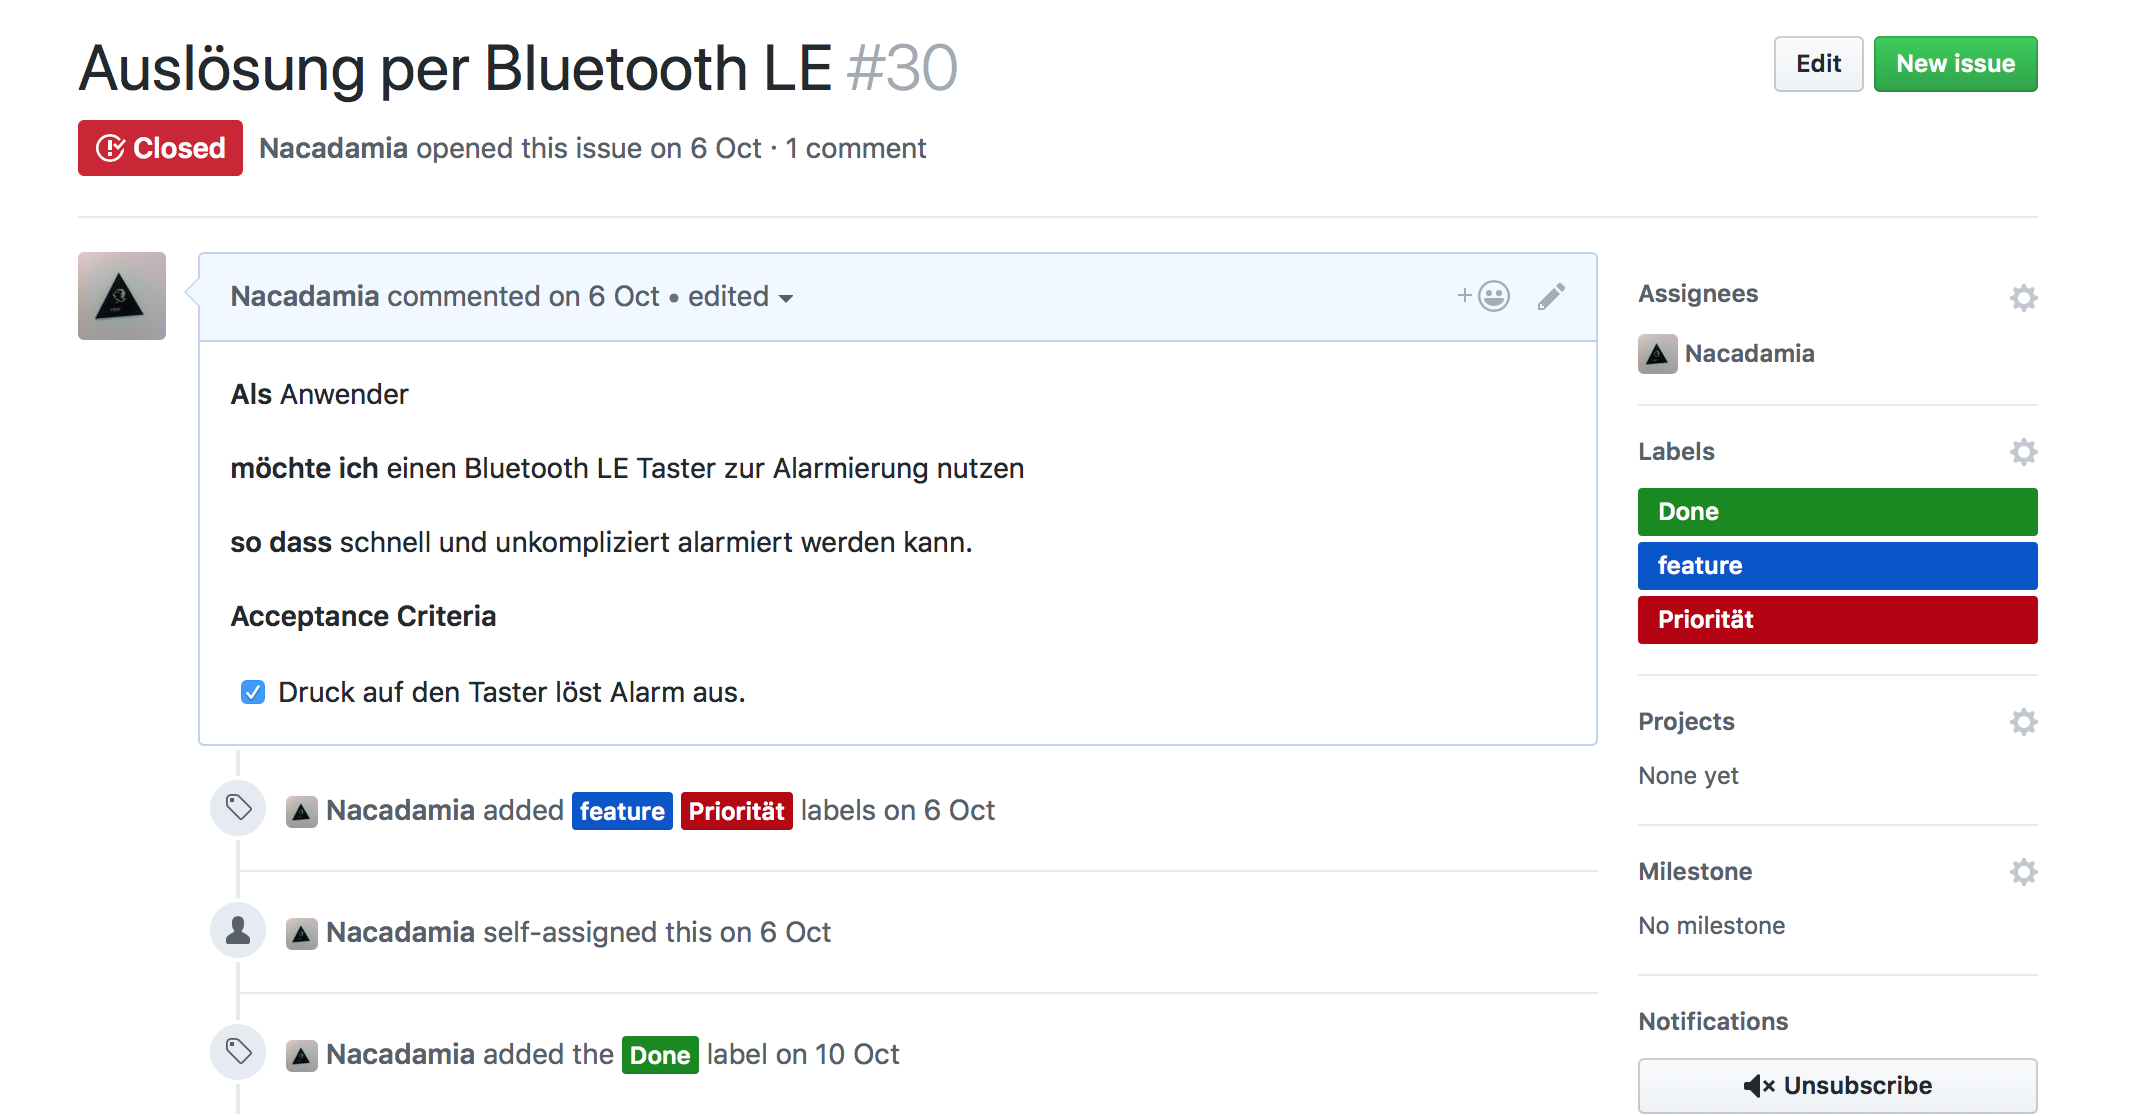 Auslösung per Bluetooth LE #30
Edit
New issue
Closed
Nacadamia opened this issue on 6 Oct · 1 comment
Nacadamia commented on 6 Oct • edited
Als Anwender
möchte ich einen Bluetooth LE Taster zur Alarmierung nutzen
so dass schnell und unkompliziert alarmiert werden kann.
Acceptance Criteria
Druck auf den Taster löst Alarm aus.
Nacadamia added feature Priorität labels on 6 Oct
Nacadamia self-assigned this on 6 Oct
Nacadamia added the Done label on 10 Oct
Assignees
Nacadamia
Labels
Done
feature
Priorität
Projects
None yet
Milestone
No milestone
Notifications
Unsubscribe